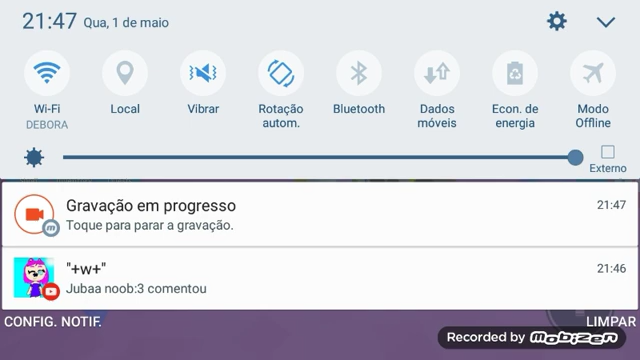 21:47 Qua, 1 de maio
Wi-Fi
DEBORA
Local
Vibrar
Rotação
autom.
Bluetooth
Dados
móveis
Econ. de
energia
Modo
Offline
Externo
Gravação em progresso 21:47
Toque para parar a gravação.
m
"+w+" 21:46
Jubaa noob:3 comentou
CONFIG. NOTIF. LIMPAR
Recorded by Mobizen